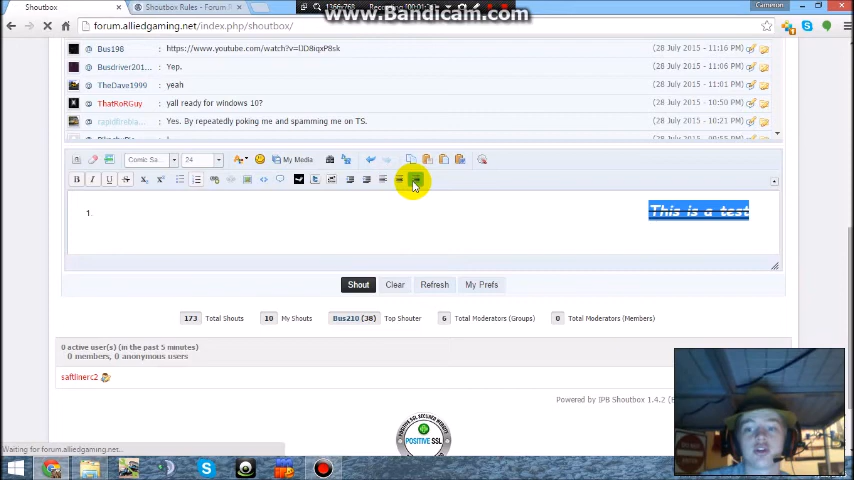 www.Bandicam.com
Shoutbox
Shoutbox Rules - Forum R
Cameron
forum.alliedgaming.net/index.php/shoutbox/
Bus198 : https://www.youtube.com/watch?v=lJD8iqxP8sk (28 July 2015 - 11:16 PM)
Busdriver201... : Yep. (28 July 2015 - 11:06 PM)
TheDave1999 : yeah (28 July 2015 - 11:01 PM)
ThatRoRGuy : yall ready for windows 10? (28 July 2015 - 10:50 PM)
: Yes. By repeatedly poking me and spamming me on TS. (28 July 2015 - 10:21 PM)
Comic Sa... 24 My Media
1. This is a test
Shout Clear Refresh My Prefs
173 Total Shouts 10 My Shouts Bus210 (38) Top Shouter 6 Total Moderators (Groups) 0 Total Moderators (Members)
0 active user(s) (in the past 5 minutes)
0 members, 0 anonymous users
saftlinerc2
Powered by IPB Shoutbox 1.4.2
POSITIVE SSL
Waiting for forum.alliedgaming.net...